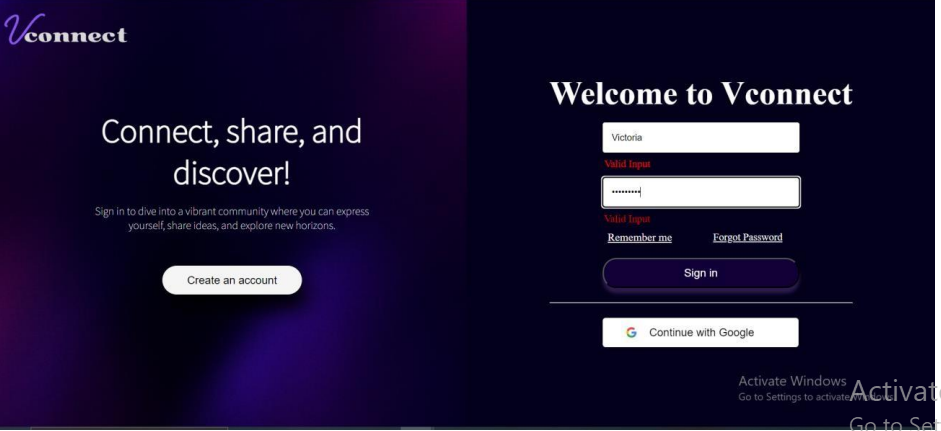 Vconnect
Connect, share, and
discover!
Sign in to dive into a vibrant community where you can express
yourself, share ideas, and explore new horizons.
Create an account
Welcome to Vconnect
Victoria
Valid Input
•••••••••
Valid Input
Remember me
Forgot Password
Sign in
Continue with Google
Activate Windows
Go to Settings to activate Windows.
Activat
Go to Set